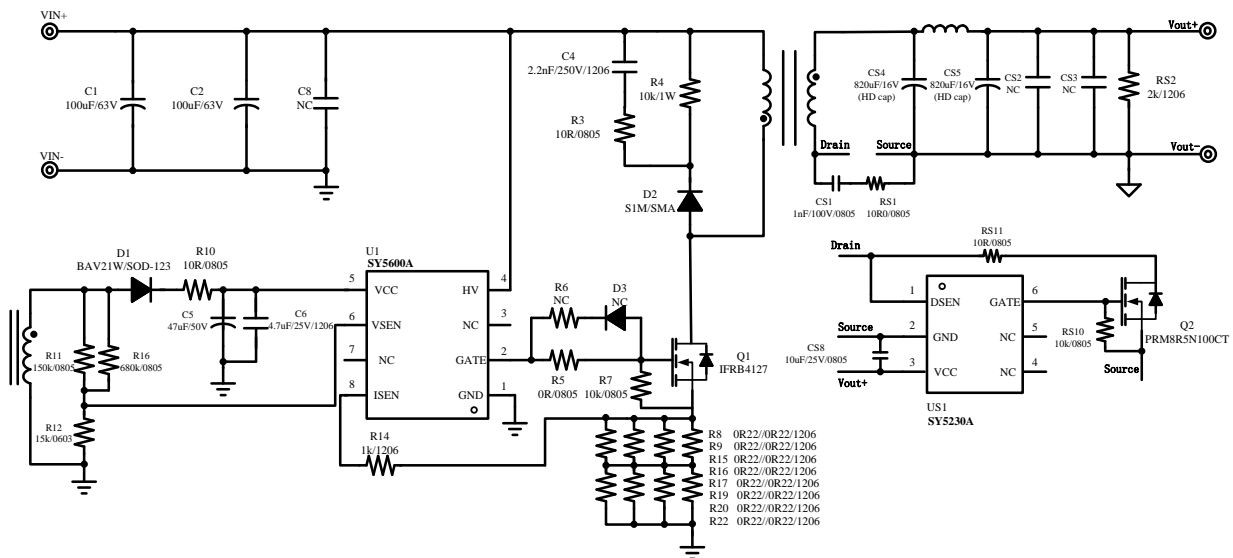 VIN+
VIN-
C1
100uF/63V
C2
100uF/63V
C8
NC
C4
2.2nF/250V/1206
R4
10k/1W
R3
10R/0805
D2
S1M/SMA
CS4
820uF/16V
(HD cap)
CS5
820uF/16V
(HD cap)
CS2
NC
CS3
NC
RS2
2k/1206
Vout+
Vout-
Drain
Source
CS1
1nF/100V/0805
RS1
10R0/0805
D1
BAV21W/SOD-123
R10
10R/0805
C5
47uF/50V
C6
4.7uF/25V/1206
R11
150k/0805
R16
680k/0805
R12
15k/0603
U1
SY5600A
5
VCC
6
VSEN
7
NC
8
ISEN
HV
4
NC
3
GATE
2
GND
1
R14
1k/1206
R6
NC
D3
NC
R5
0R/0805
R7
10k/0805
Q1
IFRB4127
R8 0R22//0R22/1206
R9 0R22//0R22/1206
R15 0R22//0R22/1206
R16 0R22//0R22/1206
R17 0R22//0R22/1206
R19 0R22//0R22/1206
R20 0R22//0R22/1206
R22 0R22//0R22/1206
Drain
RS11
10R/0805
Source
CS8
10uF/25V/0805
Vout+
1
DSEN
2
GND
3
VCC
GATE
6
NC
5
NC
4
US1
SY5230A
RS10
10k/0805
Q2
PRM8R5N100CT
Source